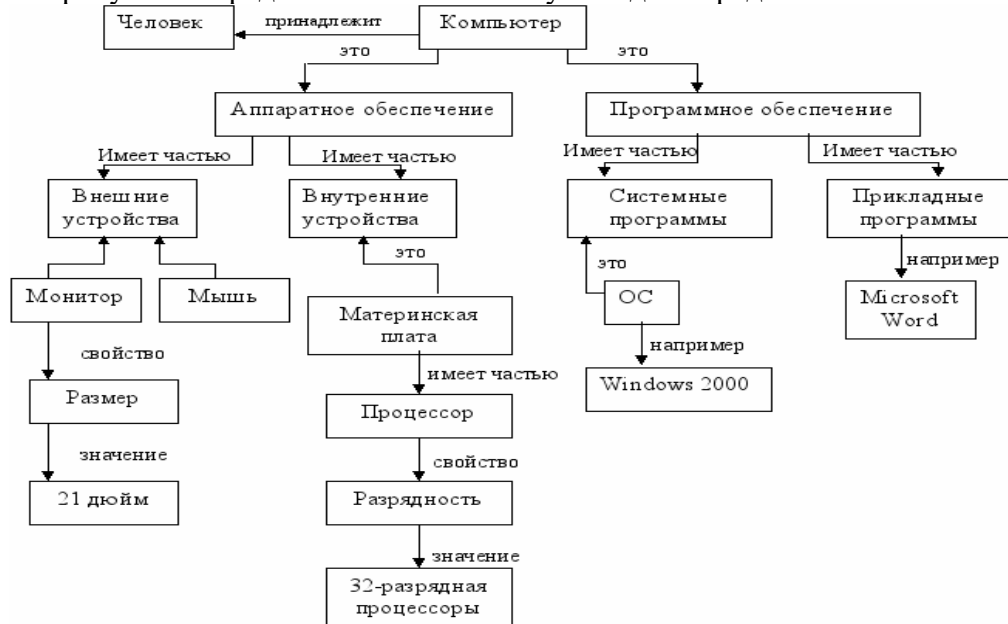 Человек
принадлежит
Компьютер
это
это
Аппаратное обеспечение
Программное обеспечение
Имеет частью
Имеет частью
Имеет частью
Имеет частью
Внешние
устройства
Внутренние
устройства
Системные
программы
Прикладные
программы
это
это
например
Монитор
Мышь
Материнская
плата
ОС
Microsoft
Word
свойство
например
имеет частью
Windows 2000
Размер
Процессор
значение
свойство
21 дюйм
Разрядность
значение
32-разрядная
процессоры